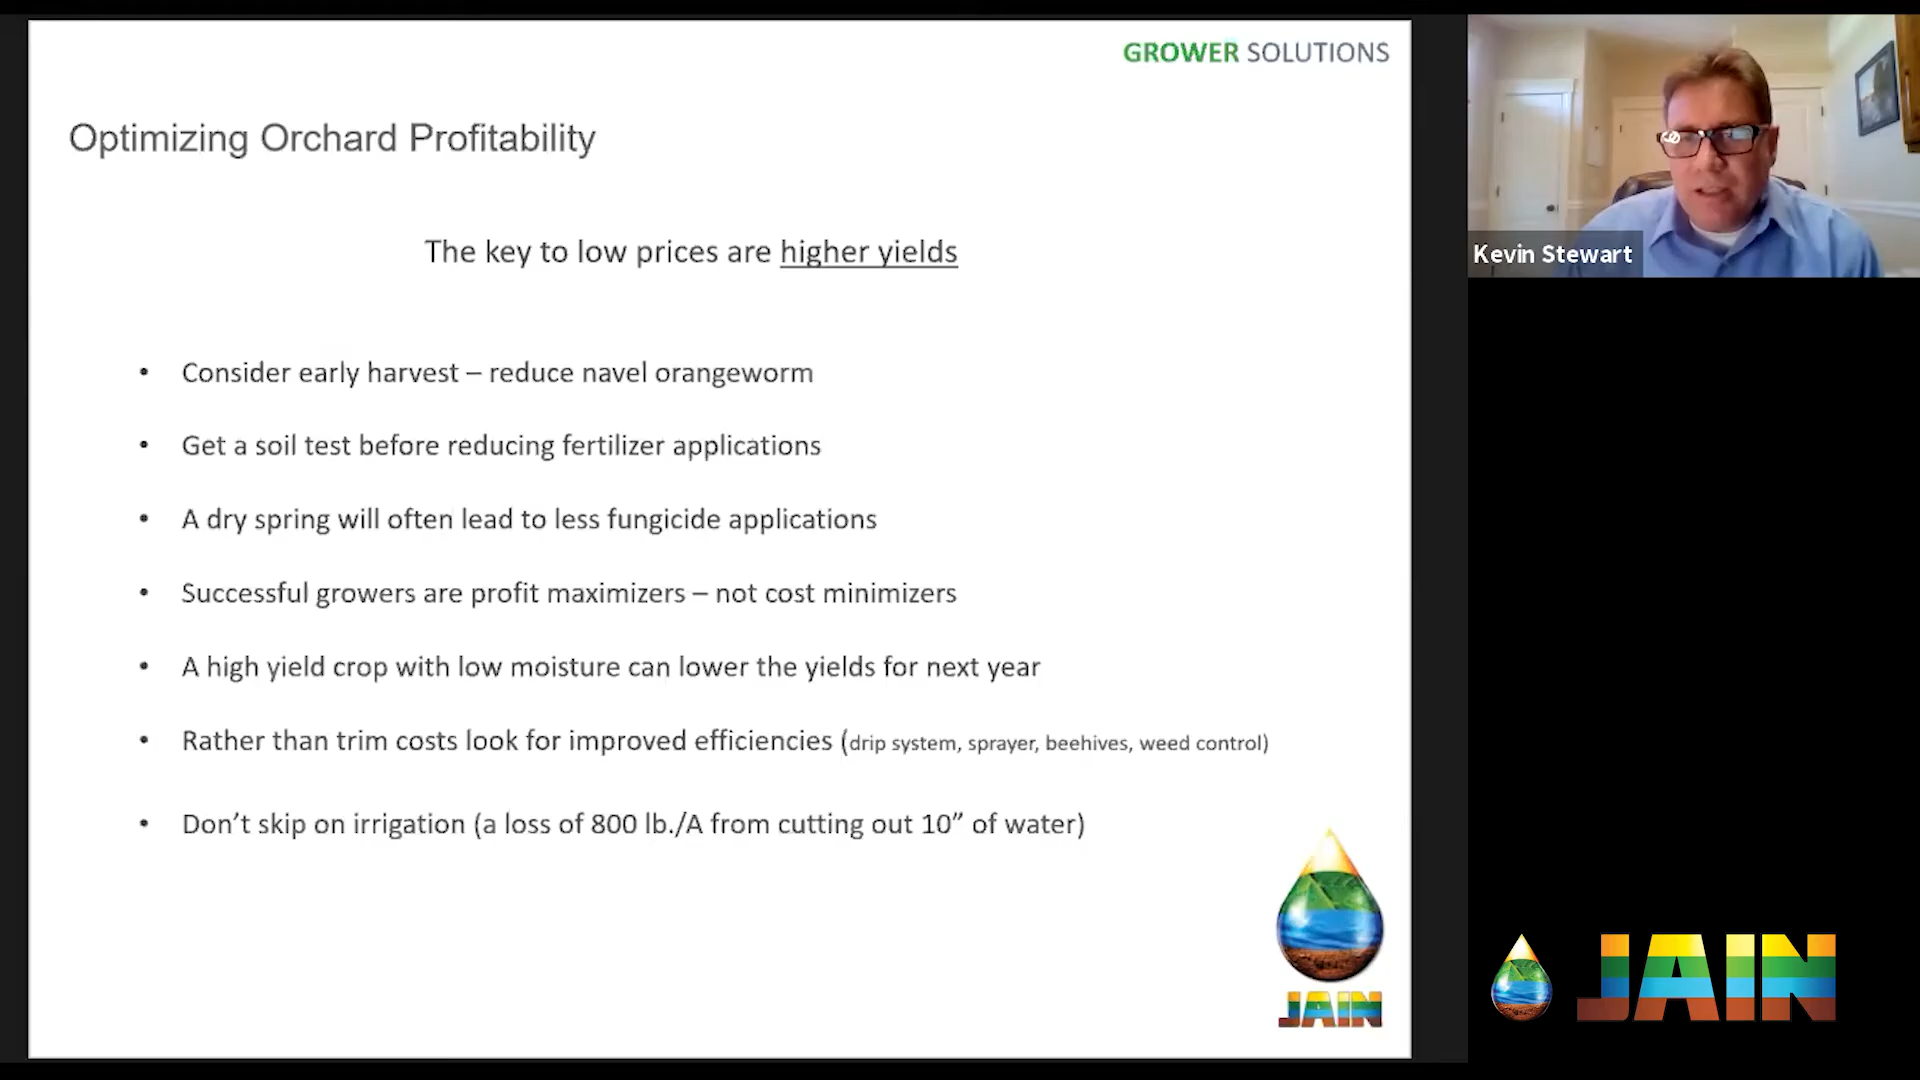 GROWER SOLUTIONS
Optimizing Orchard Profitability
The key to low prices are higher yields
• Consider early harvest – reduce navel orangeworm
• Get a soil test before reducing fertilizer applications
• A dry spring will often lead to less fungicide applications
• Successful growers are profit maximizers – not cost minimizers
• A high yield crop with low moisture can lower the yields for next year
• Rather than trim costs look for improved efficiencies (drip system, sprayer, beehives, weed control)
• Don’t skip on irrigation (a loss of 800 lb./A from cutting out 10” of water)
JAIN
Kevin Stewart
JAIN